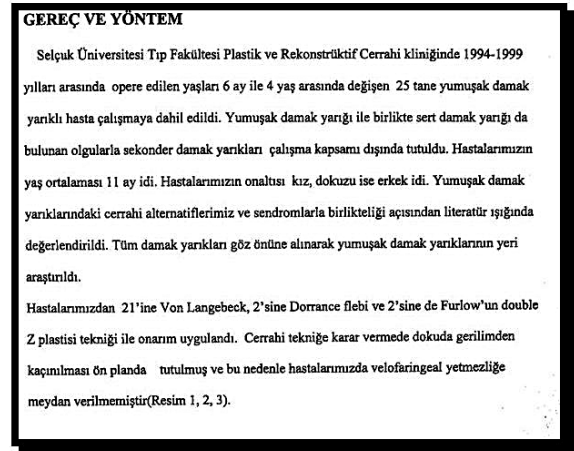 GEREÇ VE YÖNTEM
Selçuk Üniversitesi Tıp Fakültesi Plastik ve Rekonstrüktif Cerrahi kliniğinde 1994-1999
yılları arasında opere edilen yaşları 6 ay ile 4 yaş arasında değişen 25 tane yumuşak damak
yarıklı hasta çalışmaya dahil edildi. Yumuşak damak yarığı ile birlikte sert damak yarığı da
bulunan olgularla sekonder damak yarıkları çalışma kapsamı dışında tutuldu. Hastalarımızın
yaş ortalaması 11 ay idi. Hastalarımızın onaltısı kız, dokuzu ise erkek idi. Yumuşak damak
yarıklarındaki cerrahi alternatiflerimiz ve sendromlarla birlikteliği açısından literatür ışığında
değerlendirildi. Tüm damak yarıkları göz önüne alınarak yumuşak damak yarıklarının yeri
araştırıldı.
Hastalarımızdan 21'ine Von Langebeck, 2'sine Dorrance flebi ve 2'sine de Furlow'un double
Z plastisi tekniği ile onarım uygulandı. Cerrahi tekniğe karar vermede dokuda gerilimden
kaçınılması ön planda tutulmuş ve bu nedenle hastalarımızda velofaringeal yetmezliğe
meydan verilmemiştir(Resim 1, 2, 3).